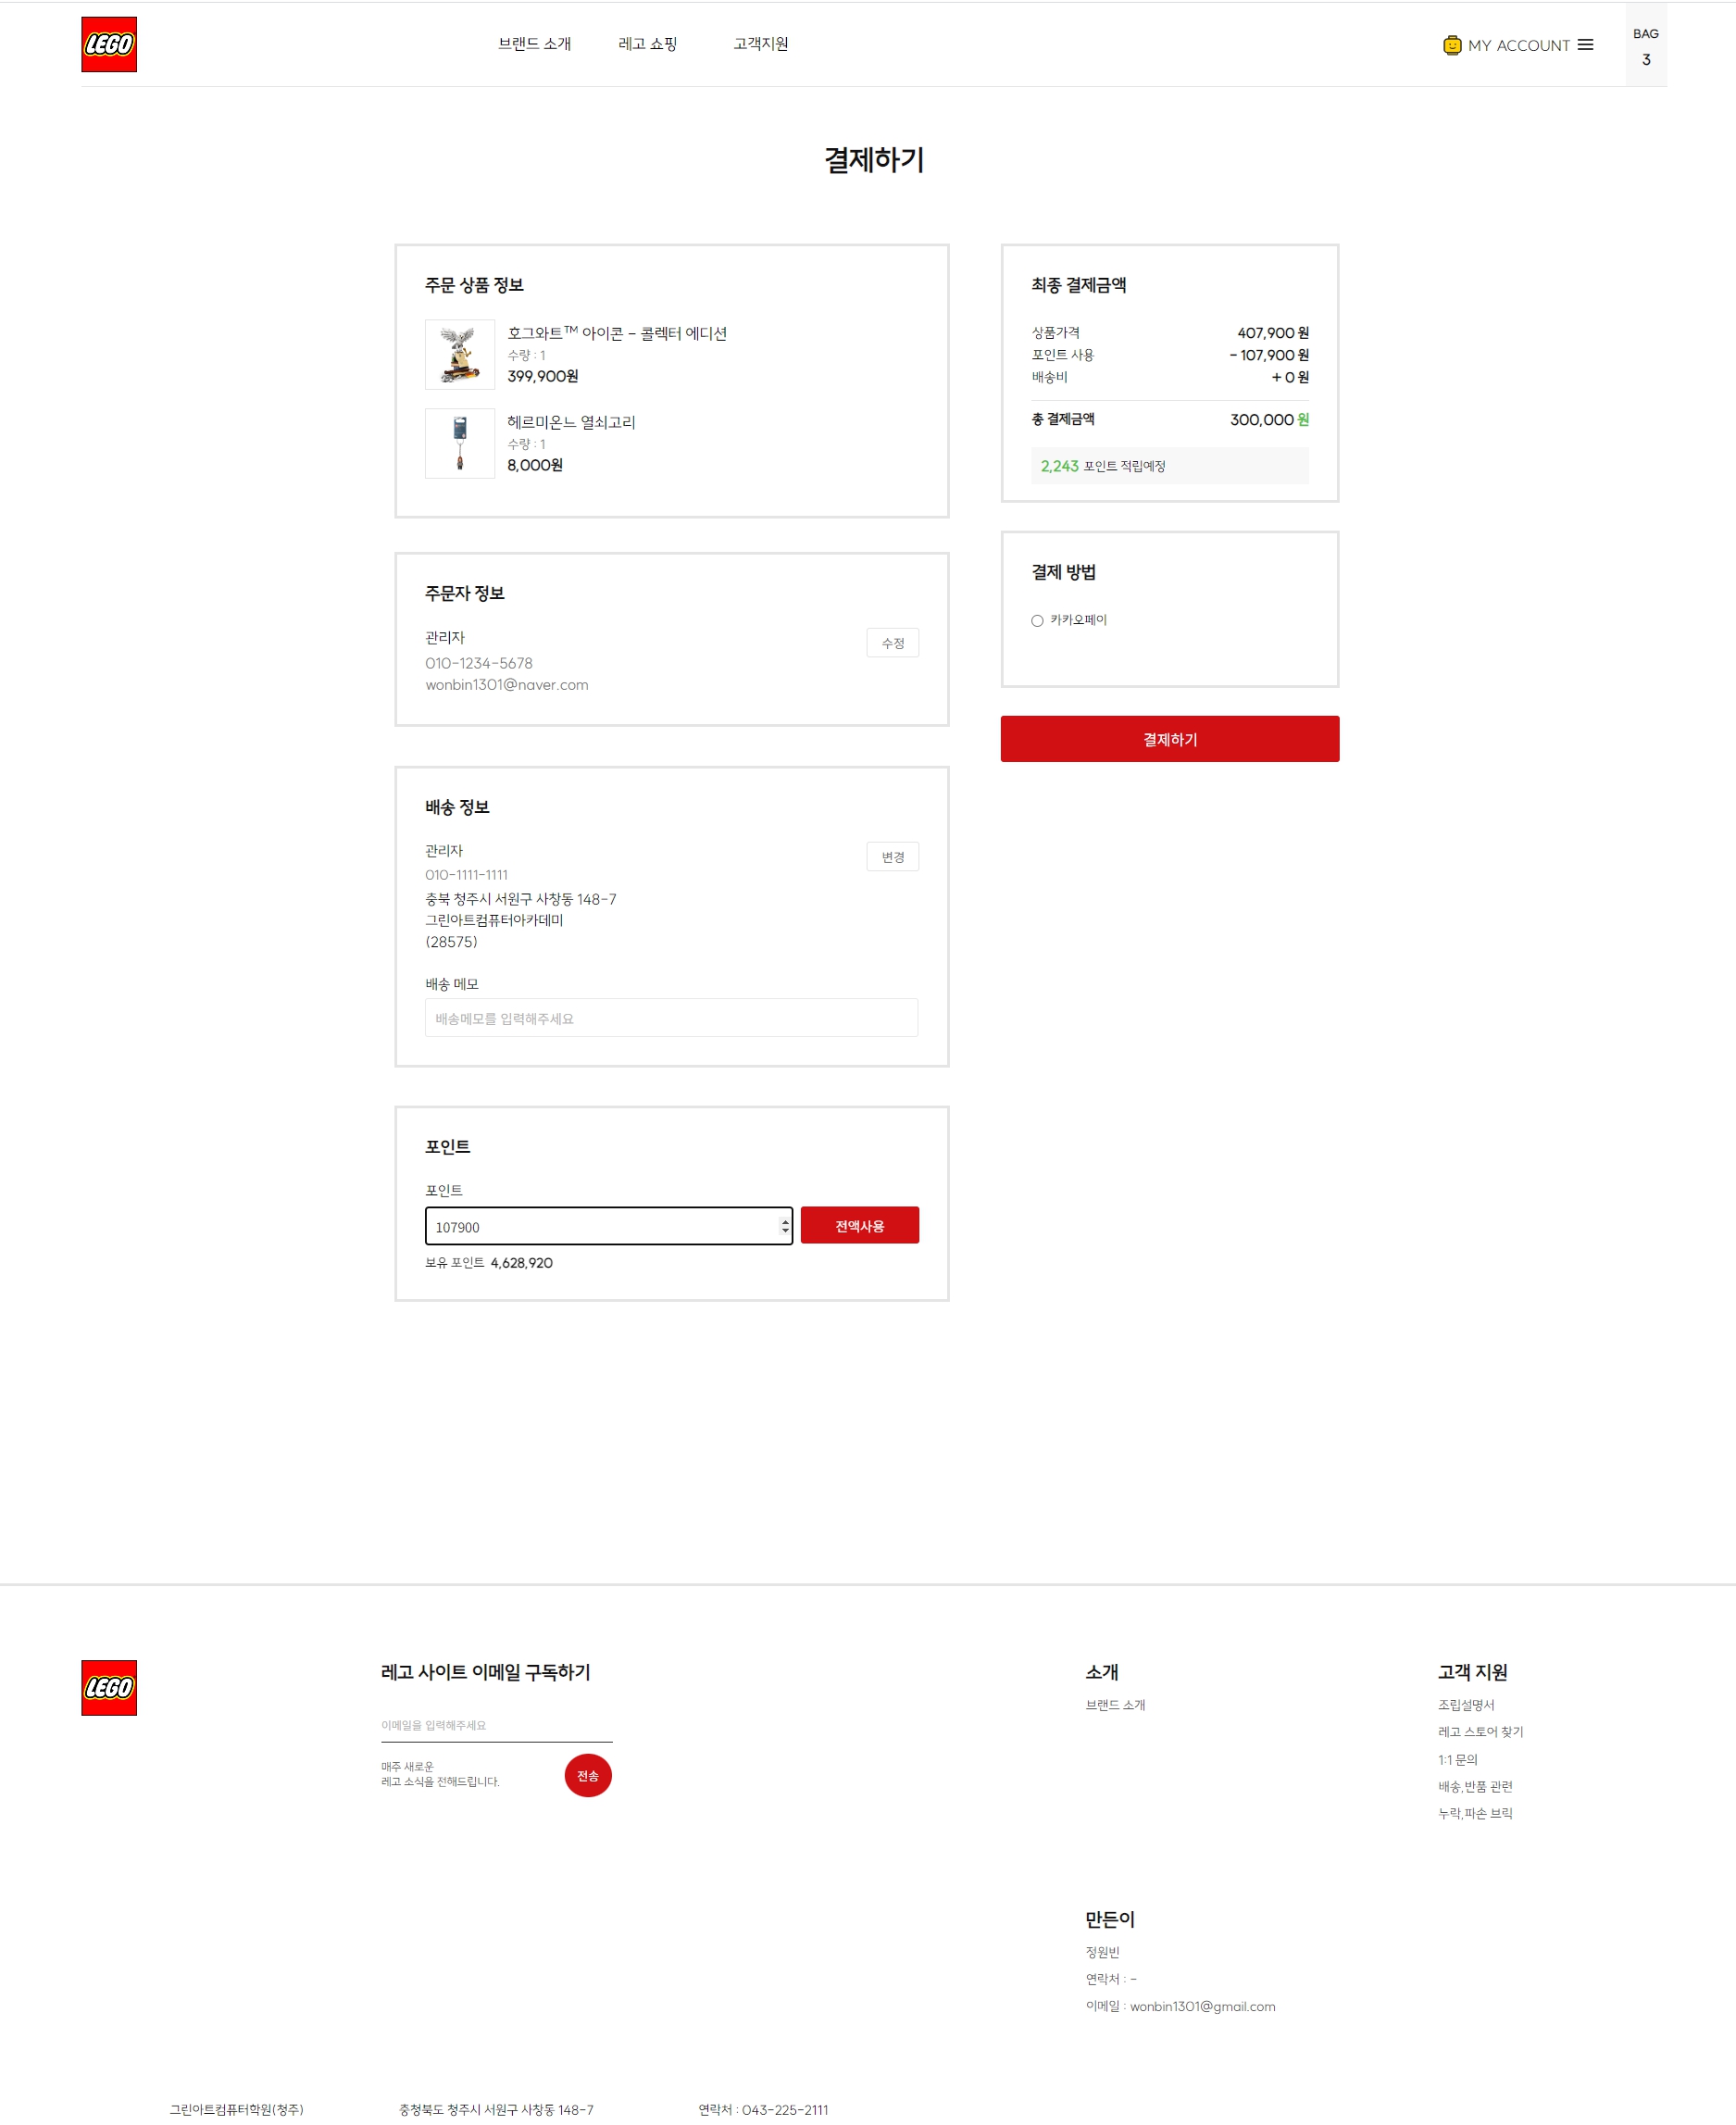 LEGO
브랜드 소개
레고 쇼핑
고객지원
MY ACCOUNT
BAG
3
결제하기
주문 상품 정보
호그와트™ 아이콘 - 콜렉터 에디션
수량 : 1
399,900원
헤르미온느 열쇠고리
수량 : 1
8,000원
주문자 정보
관리자
010-1234-5678
wonbin1301@naver.com
수정
배송 정보
관리자
010-1111-1111
충북 청주시 서원구 사창동 148-7
그린아트컴퓨터아카데미
(28575)
변경
배송 메모
배송메모를 입력해주세요
포인트
포인트
107900
전액사용
보유 포인트 4,628,920
최종 결제금액
상품가격 407,900 원
포인트 사용 - 107,900 원
배송비 + 0 원
총 결제금액 300,000 원
2,243 포인트 적립예정
결제 방법
카카오페이
결제하기
LEGO
레고 사이트 이메일 구독하기
이메일을 입력해주세요
매주 새로운
레고 소식을 전해드립니다.
전송
소개
브랜드 소개
고객 지원
조립설명서
레고 스토어 찾기
1:1 문의
배송,반품 관련
누락,파손 브릭
만든이
정원빈
연락처 : -
이메일 : wonbin1301@gmail.com
그린아트컴퓨터학원(청주)
충청북도 청주시 서원구 사창동 148-7
연락처 : 043-225-2111